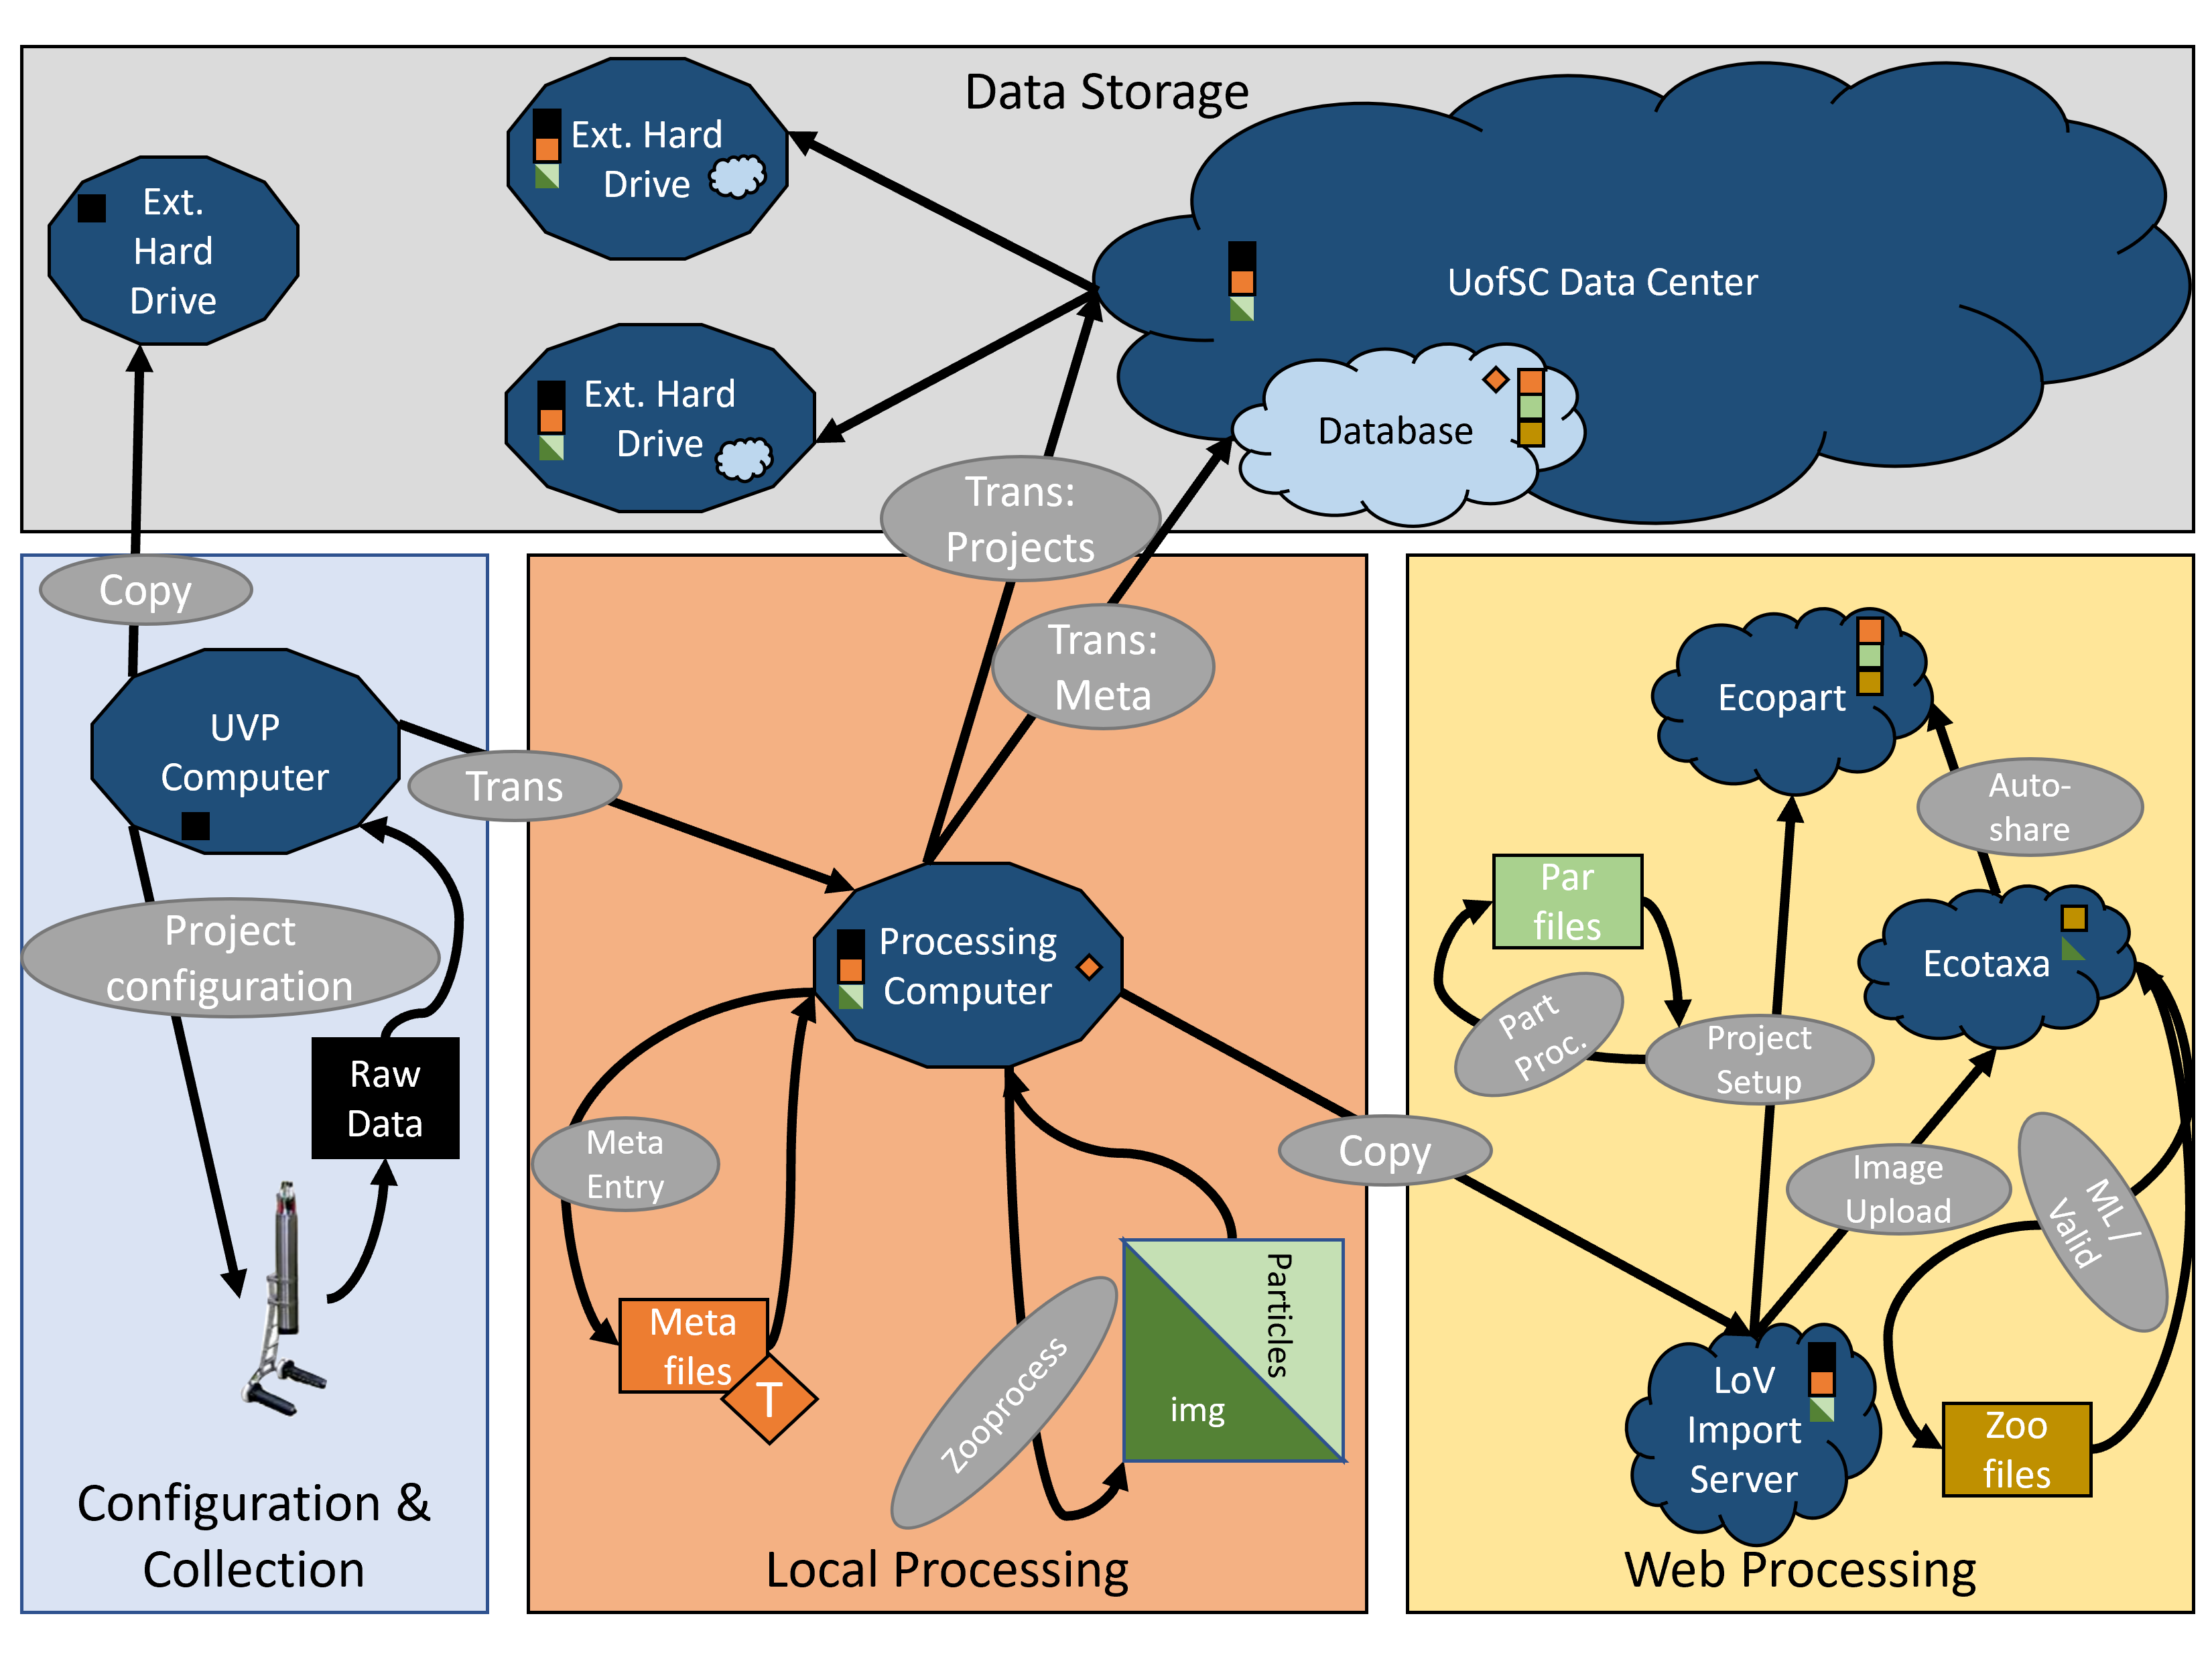 Data Storage
Ext.
Hard
Drive
Ext. Hard
Drive
Ext. Hard
Drive
UofSC Data Center
Database
Copy
Trans:
Projects
Trans:
Meta
UVP
Computer
Trans
Project
configuration
Raw
Data
Configuration &
Collection
Processing
Computer
Meta
Entry
Meta
files
T
Zooprocess
Particles
img
Local Processing
Copy
Ecopart
Auto-
share
Par
files
Ecotaxa
Part
Proc.
Project
Setup
Image
Upload
ML /
Valid
LoV
Import
Server
Zoo
files
Web Processing